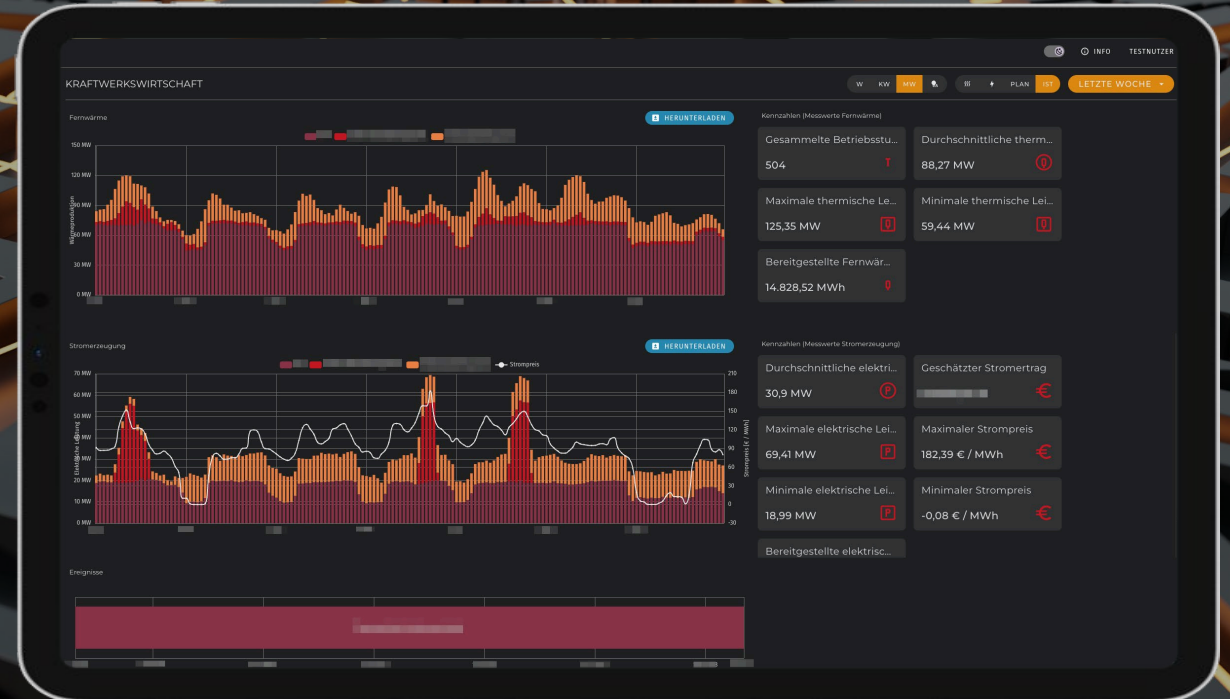 INFO TESTNUTZER
KRAFTWERKSWIRTSCHAFT
W KW MW PLAN IST LETZTE WOCHE
Fernwärme
HERUNTERLADEN
150 MW
120 MW
90 MW
60 MW
30 MW
0 MW
Wärmeproduktion
Kennzahlen (Messwerte Fernwärme)
Gesammelte Betriebsstu...
504
T
Durchschnittliche therm...
88,27 MW
Maximale thermische Le...
125,35 MW
Minimale thermische Lei...
59,44 MW
Bereitgestellte Fernwär...
14.828,52 MWh
Stromerzeugung
HERUNTERLADEN
Strompreis
70 MW
60 MW
50 MW
40 MW
30 MW
20 MW
10 MW
0 MW
Elektrische Leistung
210
180
150
120
90
60
30
0
-30
Strompreis [€ / MWh]
Kennzahlen (Messwerte Stromerzeugung)
Durchschnittliche elektri...
30,9 MW
P
Geschätzter Stromertrag
€
Maximale elektrische Lei...
69,41 MW
P
Maximaler Strompreis
182,39 € / MWh
€
Minimale elektrische Lei...
18,99 MW
P
Minimaler Strompreis
-0,08 € / MWh
€
Bereitgestellte elektrisc...
Ereignisse